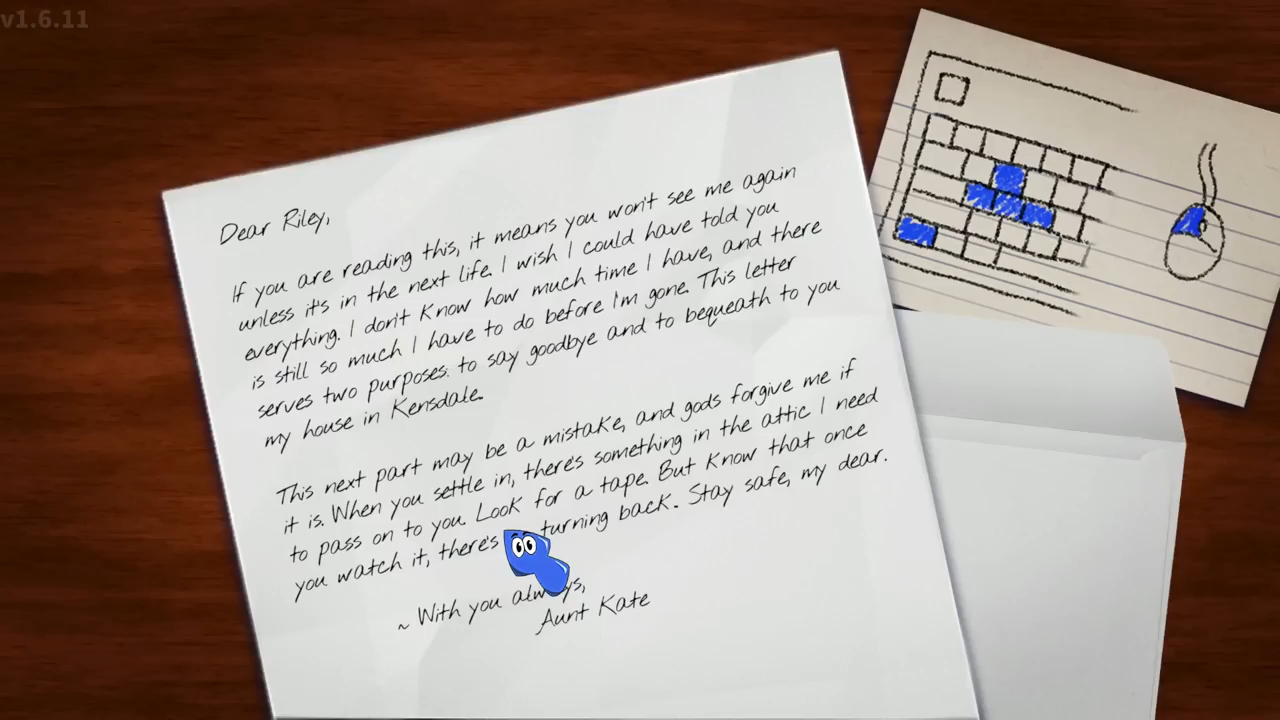 v1.6.11
Dear Riley,
If you are reading this, it means you won't see me again
unless it's in the next life. I wish I could have told you
everything. I don't know how much time I have, and there
is still so much I have to do before I'm gone. This letter
serves two purposes: to say goodbye and to bequeath to you
my house in Kensdale.
This next part may be a mistake, and gods forgive me if
it is. When you settle in, there's something in the attic I need
to pass on to you. Look for a tape. But know that once
you watch it, there's turning back. Stay safe, my dear.
~ With you always,
Aunt Kate